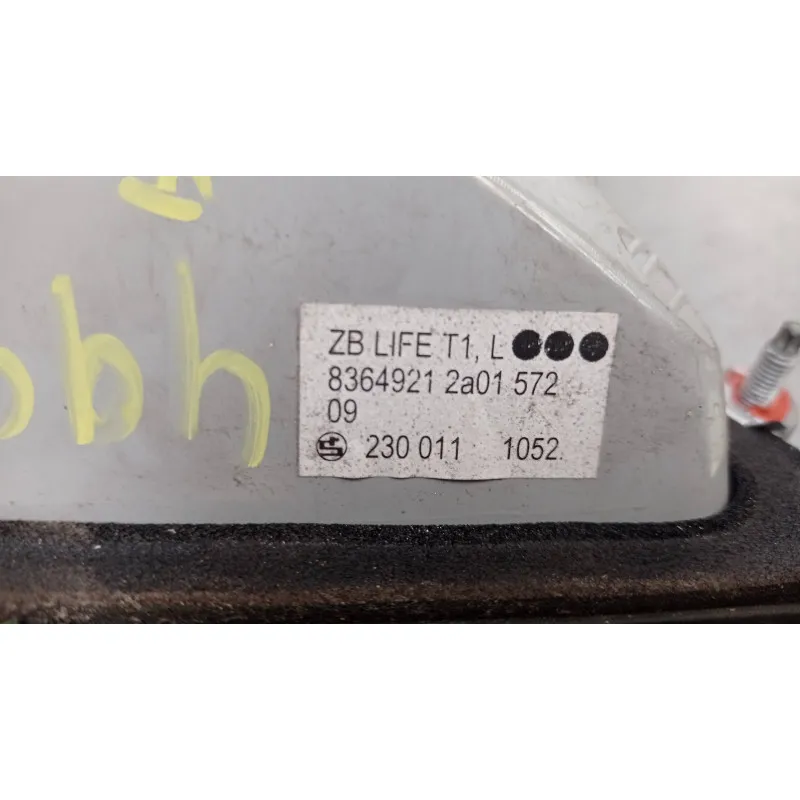 ZB LIFE T1, L
8364921 2a01 572
09
230 011 1052